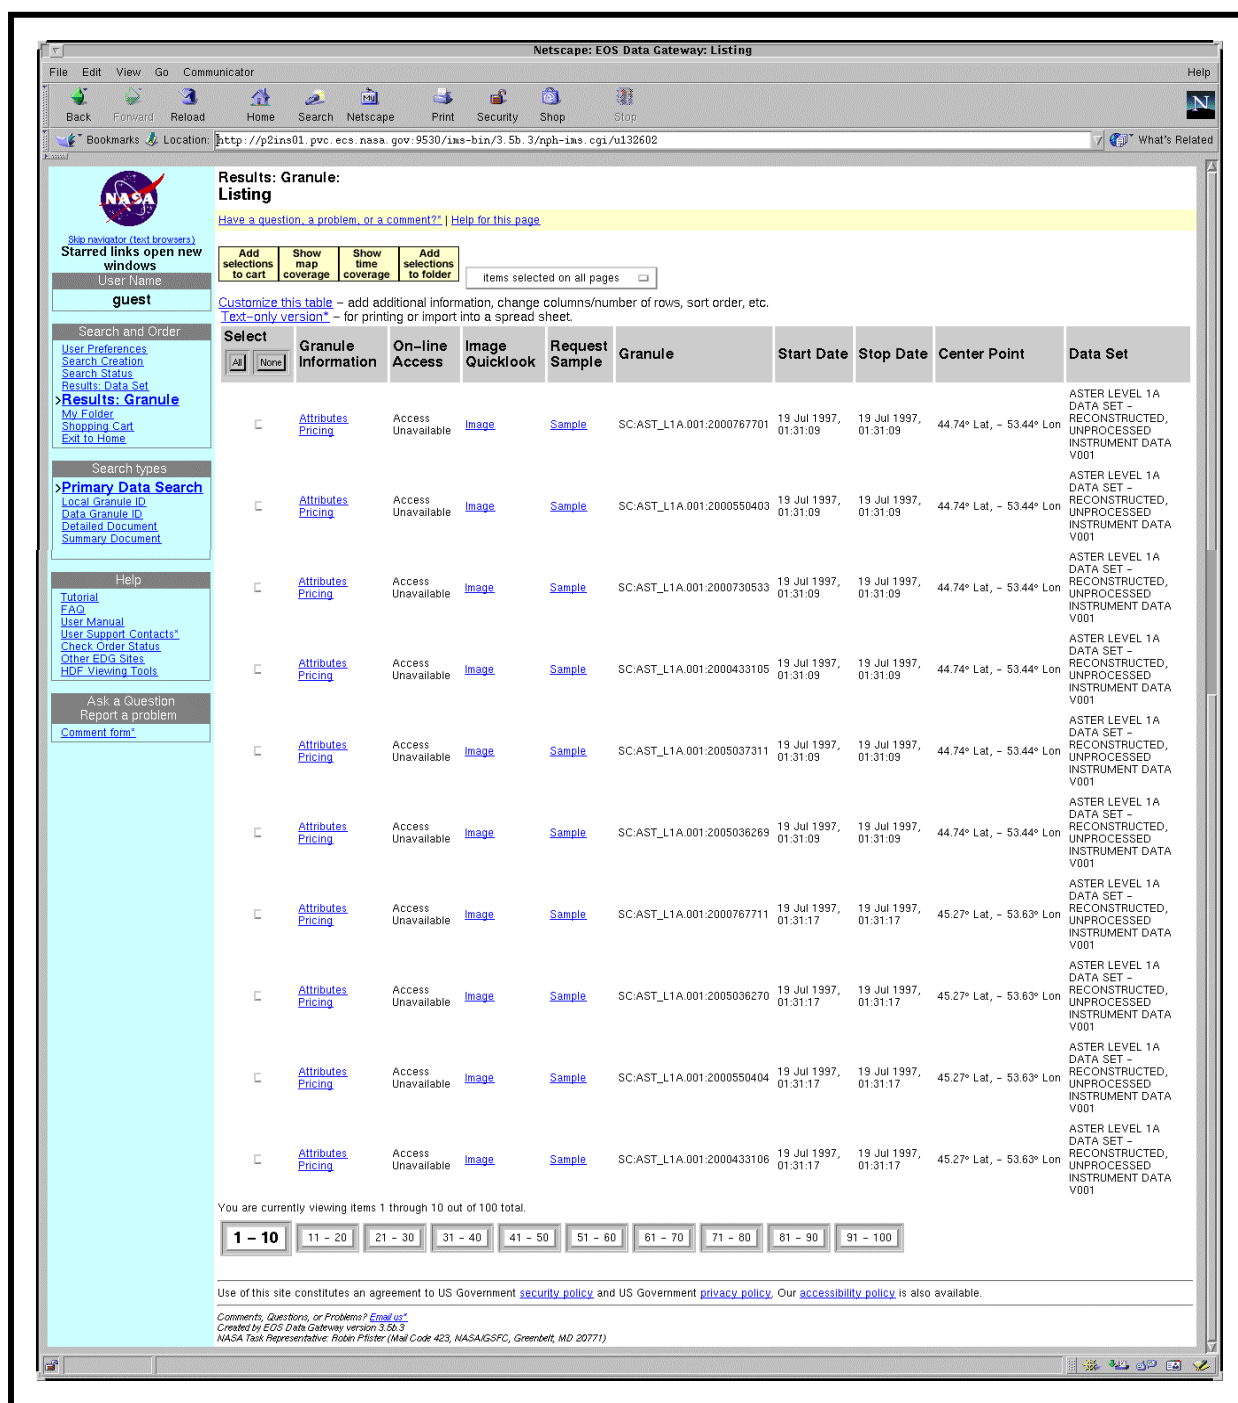 Netscape: EOS Data Gateway: Listing
File Edit View Go Communicator Help
Back Forward Reload Home Search Netscape Print Security Shop Stop
Bookmarks Location: http://p2ins01.pvc.ecs.nasa.gov:9530/ims-bin/3.5b.3/nph-ims.cgi/u132602 What's Related
NASA
Skip navigator (text browsers)
Starred links open new
windows
User Name
guest
Search and Order
User Preferences
Search Creation
Search Status
Results: Data Set
>Results: Granule
My Folder
Shopping Cart
Exit to Home
Search types
>Primary Data Search
Local Granule ID
Data Granule ID
Detailed Document
Summary Document
Help
Tutorial
FAQ
User Manual
User Support Contacts*
Check Order Status
Other EDG Sites
HDF Viewing Tools
Ask a Question
Report a problem
Comment form*
Results: Granule:
Listing
Have a question, a problem, or a comment?* | Help for this page
Add selections to cart
Show map coverage
Show time coverage
Add selections to folder
items selected on all pages
Customize this table – add additional information, change columns/number of rows, sort order, etc.
Text–only version* – for printing or import into a spread sheet.
Select All None Granule Information On–line Access Image Quicklook Request Sample Granule Start Date Stop Date Center Point Data Set
Attributes Pricing Access Unavailable Image Sample SC:AST_L1A.001:2000767701 19 Jul 1997, 01:31:09 19 Jul 1997, 01:31:09 44.74º Lat, – 53.44º Lon ASTER LEVEL 1A DATA SET – RECONSTRUCTED, UNPROCESSED INSTRUMENT DATA V001
Attributes Pricing Access Unavailable Image Sample SC:AST_L1A.001:2000550403 19 Jul 1997, 01:31:09 19 Jul 1997, 01:31:09 44.74º Lat, – 53.44º Lon ASTER LEVEL 1A DATA SET – RECONSTRUCTED, UNPROCESSED INSTRUMENT DATA V001
Attributes Pricing Access Unavailable Image Sample SC:AST_L1A.001:2000730533 19 Jul 1997, 01:31:09 19 Jul 1997, 01:31:09 44.74º Lat, – 53.44º Lon ASTER LEVEL 1A DATA SET – RECONSTRUCTED, UNPROCESSED INSTRUMENT DATA V001
Attributes Pricing Access Unavailable Image Sample SC:AST_L1A.001:2000433105 19 Jul 1997, 01:31:09 19 Jul 1997, 01:31:09 44.74º Lat, – 53.44º Lon ASTER LEVEL 1A DATA SET – RECONSTRUCTED, UNPROCESSED INSTRUMENT DATA V001
Attributes Pricing Access Unavailable Image Sample SC:AST_L1A.001:2005037311 19 Jul 1997, 01:31:09 19 Jul 1997, 01:31:09 44.74º Lat, – 53.44º Lon ASTER LEVEL 1A DATA SET – RECONSTRUCTED, UNPROCESSED INSTRUMENT DATA V001
Attributes Pricing Access Unavailable Image Sample SC:AST_L1A.001:2005036269 19 Jul 1997, 01:31:09 19 Jul 1997, 01:31:09 44.74º Lat, – 53.44º Lon ASTER LEVEL 1A DATA SET – RECONSTRUCTED, UNPROCESSED INSTRUMENT DATA V001
Attributes Pricing Access Unavailable Image Sample SC:AST_L1A.001:2000767711 19 Jul 1997, 01:31:17 19 Jul 1997, 01:31:17 45.27º Lat, – 53.63º Lon ASTER LEVEL 1A DATA SET – RECONSTRUCTED, UNPROCESSED INSTRUMENT DATA V001
Attributes Pricing Access Unavailable Image Sample SC:AST_L1A.001:2005036270 19 Jul 1997, 01:31:17 19 Jul 1997, 01:31:17 45.27º Lat, – 53.63º Lon ASTER LEVEL 1A DATA SET – RECONSTRUCTED, UNPROCESSED INSTRUMENT DATA V001
Attributes Pricing Access Unavailable Image Sample SC:AST_L1A.001:2000550404 19 Jul 1997, 01:31:17 19 Jul 1997, 01:31:17 45.27º Lat, – 53.63º Lon ASTER LEVEL 1A DATA SET – RECONSTRUCTED, UNPROCESSED INSTRUMENT DATA V001
Attributes Pricing Access Unavailable Image Sample SC:AST_L1A.001:2000433106 19 Jul 1997, 01:31:17 19 Jul 1997, 01:31:17 45.27º Lat, – 53.63º Lon ASTER LEVEL 1A DATA SET – RECONSTRUCTED, UNPROCESSED INSTRUMENT DATA V001
You are currently viewing items 1 through 10 out of 100 total.
1 – 10 11 – 20 21 – 30 31 – 40 41 – 50 51 – 60 61 – 70 71 – 80 81 – 90 91 – 100
Use of this site constitutes an agreement to US Government security policy and US Government privacy policy. Our accessibility policy is also available.
Comments, Questions, or Problems? Email us*
Created by EOS Data Gateway version 3.5b.3
NASA Task Representative: Robin Pfister (Mail Code 423, NASA/GSFC, Greenbelt, MD 20771)